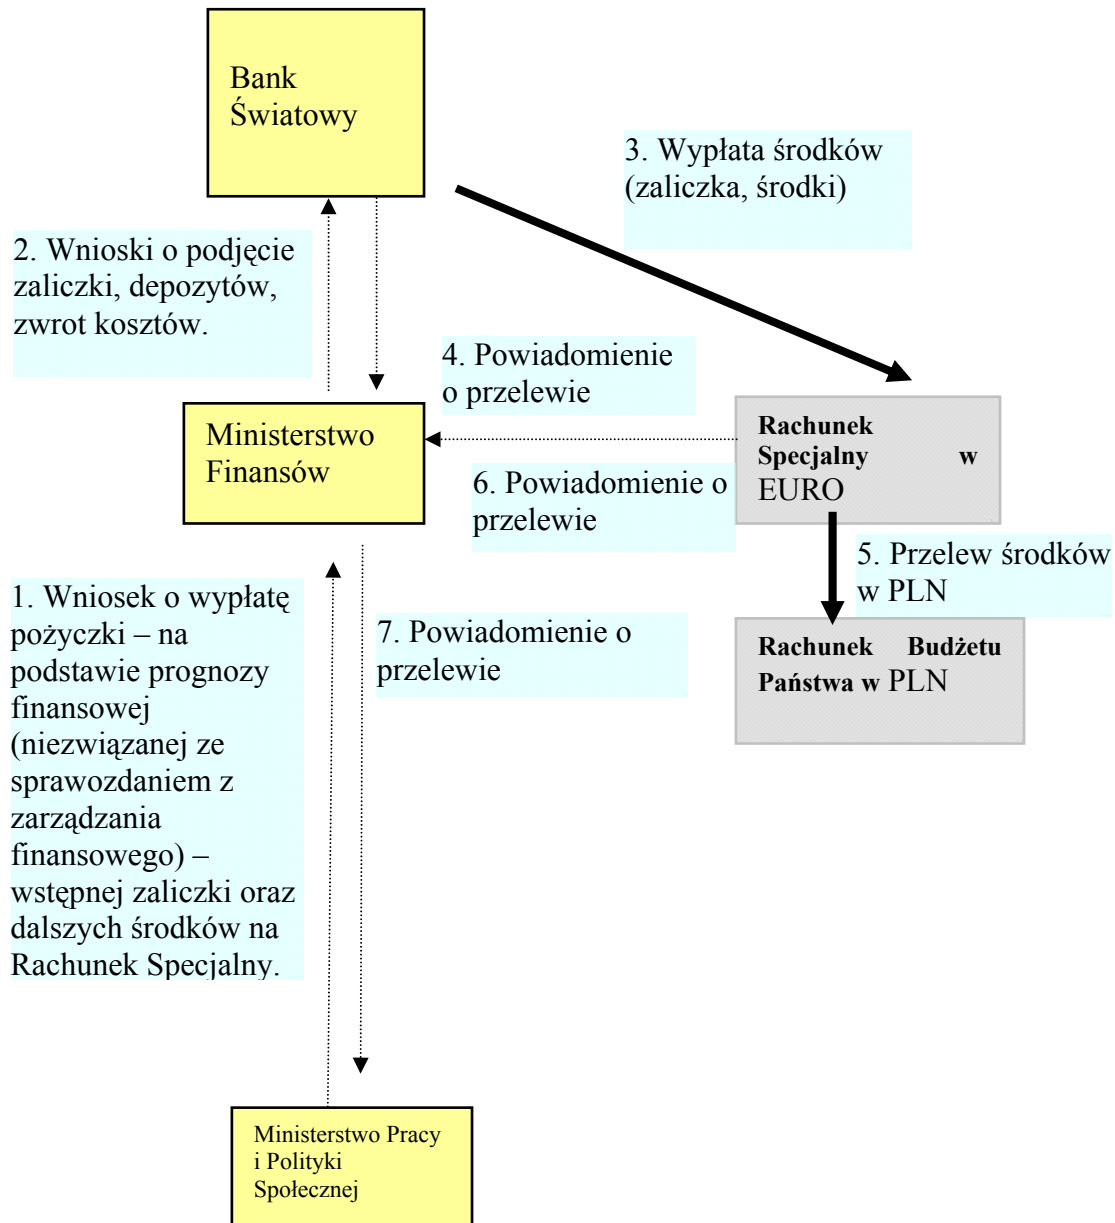 Bank
Światowy
3. Wypłata środków
(zaliczka, środki)
2. Wnioski o podjęcie
zaliczki, depozytów,
zwrot kosztów.
4. Powiadomienie
o przelewie
Ministerstwo
Finansów
Rachunek
Specjalny w
EURO
6. Powiadomienie o
przelewie
5. Przelew środków
w PLN
1. Wniosek o wypłatę
pożyczki – na
podstawie prognozy
finansowej
(niezwiązanej ze
sprawozdaniem z
zarządzania
finansowego) –
wstępnej zaliczki oraz
dalszych środków na
Rachunek Specjalny.
7. Powiadomienie o
przelewie
Rachunek Budżetu
Państwa w PLN
Ministerstwo Pracy
i Polityki
Społecznej